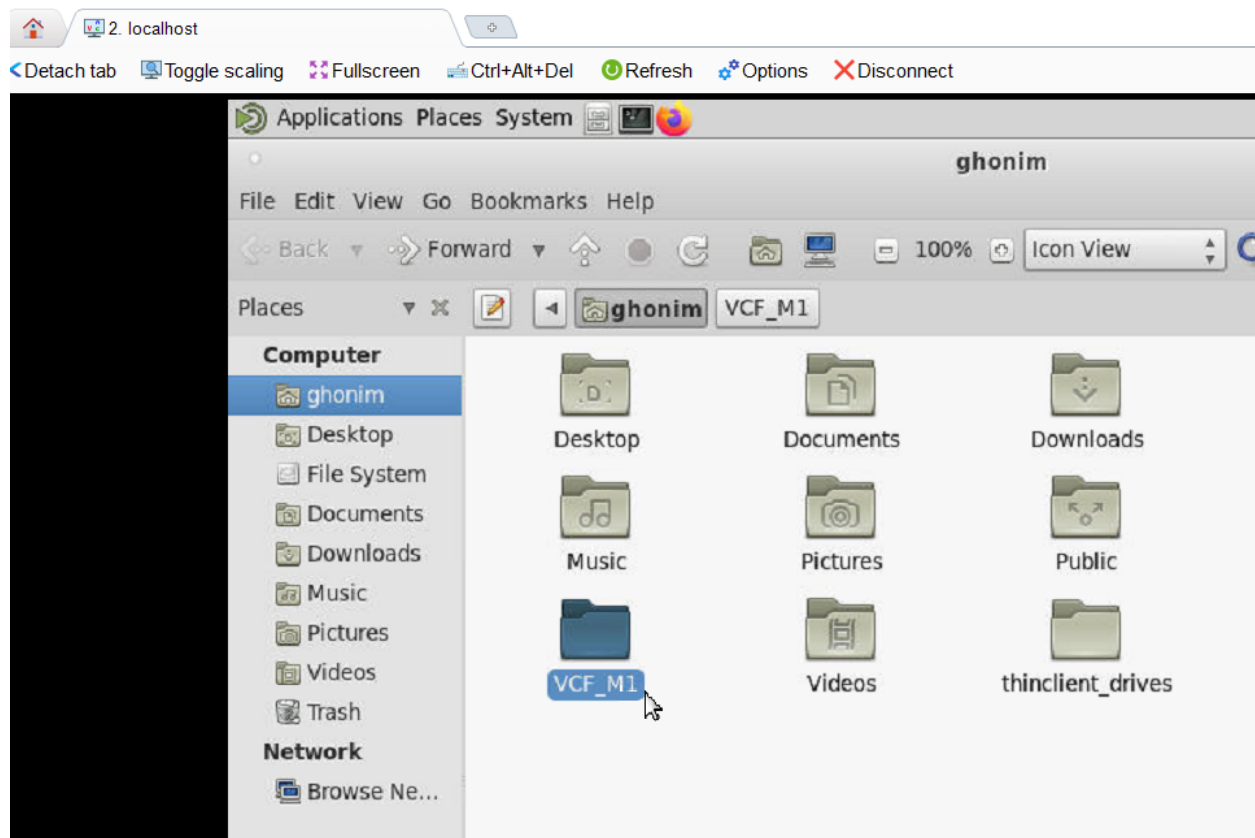 2. localhost
Detach tab Toggle scaling Fullscreen Ctrl+Alt+Del Refresh Options Disconnect
Applications Places System
ghonim
File Edit View Go Bookmarks Help
Back Forward 100% Icon View
Places ghonim VCF_M1
Computer
ghonim
Desktop
File System
Documents
Downloads
Music
Pictures
Videos
Trash
Network
Browse Ne...
Desktop Documents Downloads
Music Pictures Public
VCF_M1 Videos thinclient_drives